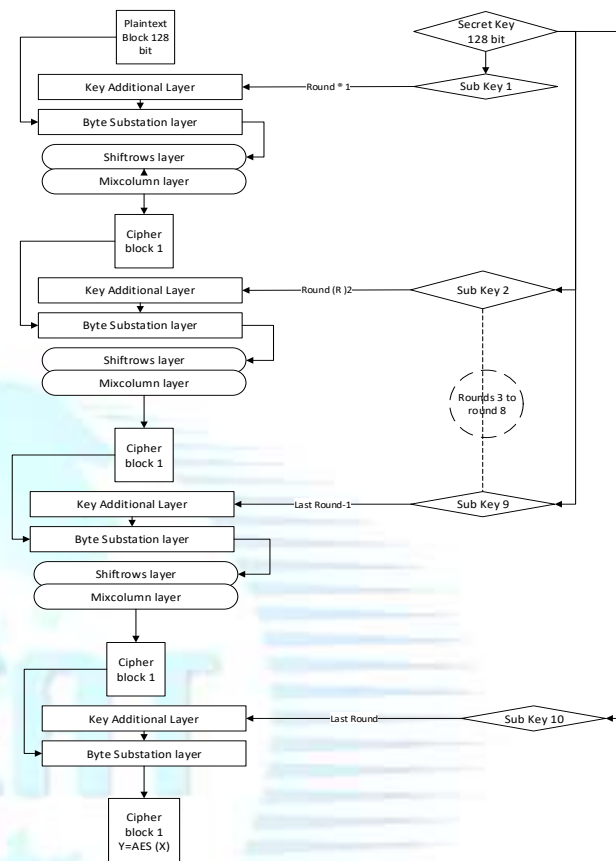 Plaintext
Block 128
bit
Secret Key
128 bit
Key Additional Layer
Round * 1
Sub Key 1
Byte Substation layer
Shiftrows layer
Mixcolumn layer
Cipher
block 1
Key Additional Layer
Round (R )2
Sub Key 2
Byte Substation layer
Shiftrows layer
Mixcolumn layer
Rounds 3 to
round 8
Cipher
block 1
Key Additional Layer
Last Round-1
Sub Key 9
Byte Substation layer
Shiftrows layer
Mixcolumn layer
Cipher
block 1
Key Additional Layer
Last Round
Sub Key 10
Byte Substation layer
Cipher
block 1
Y=AES (X)